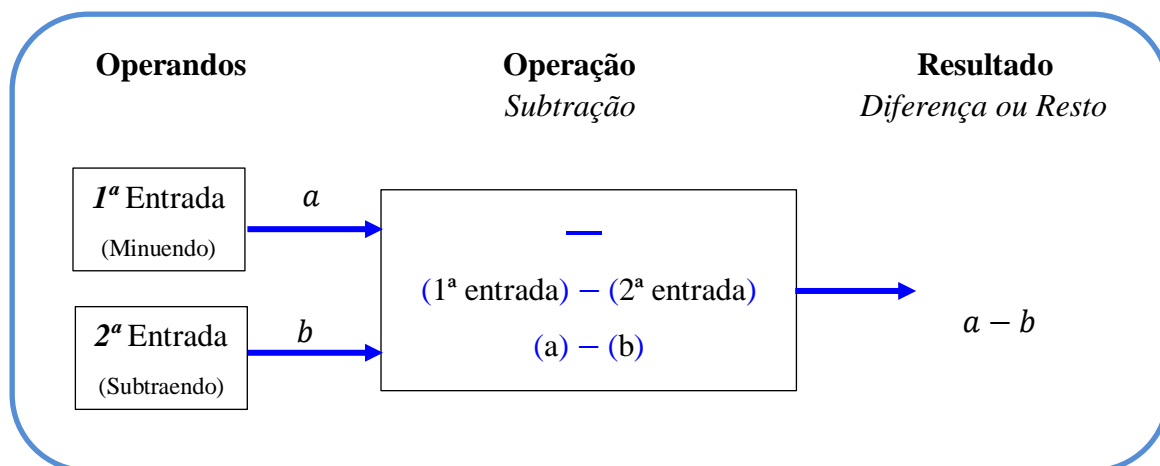 Operandos
Operação
Subtração
Resultado
Diferença ou Resto
1ª Entrada
(Minuendo)
a
2ª Entrada
(Subtraendo)
b
—
(1ª entrada) − (2ª entrada)
(a) − (b)
a − b